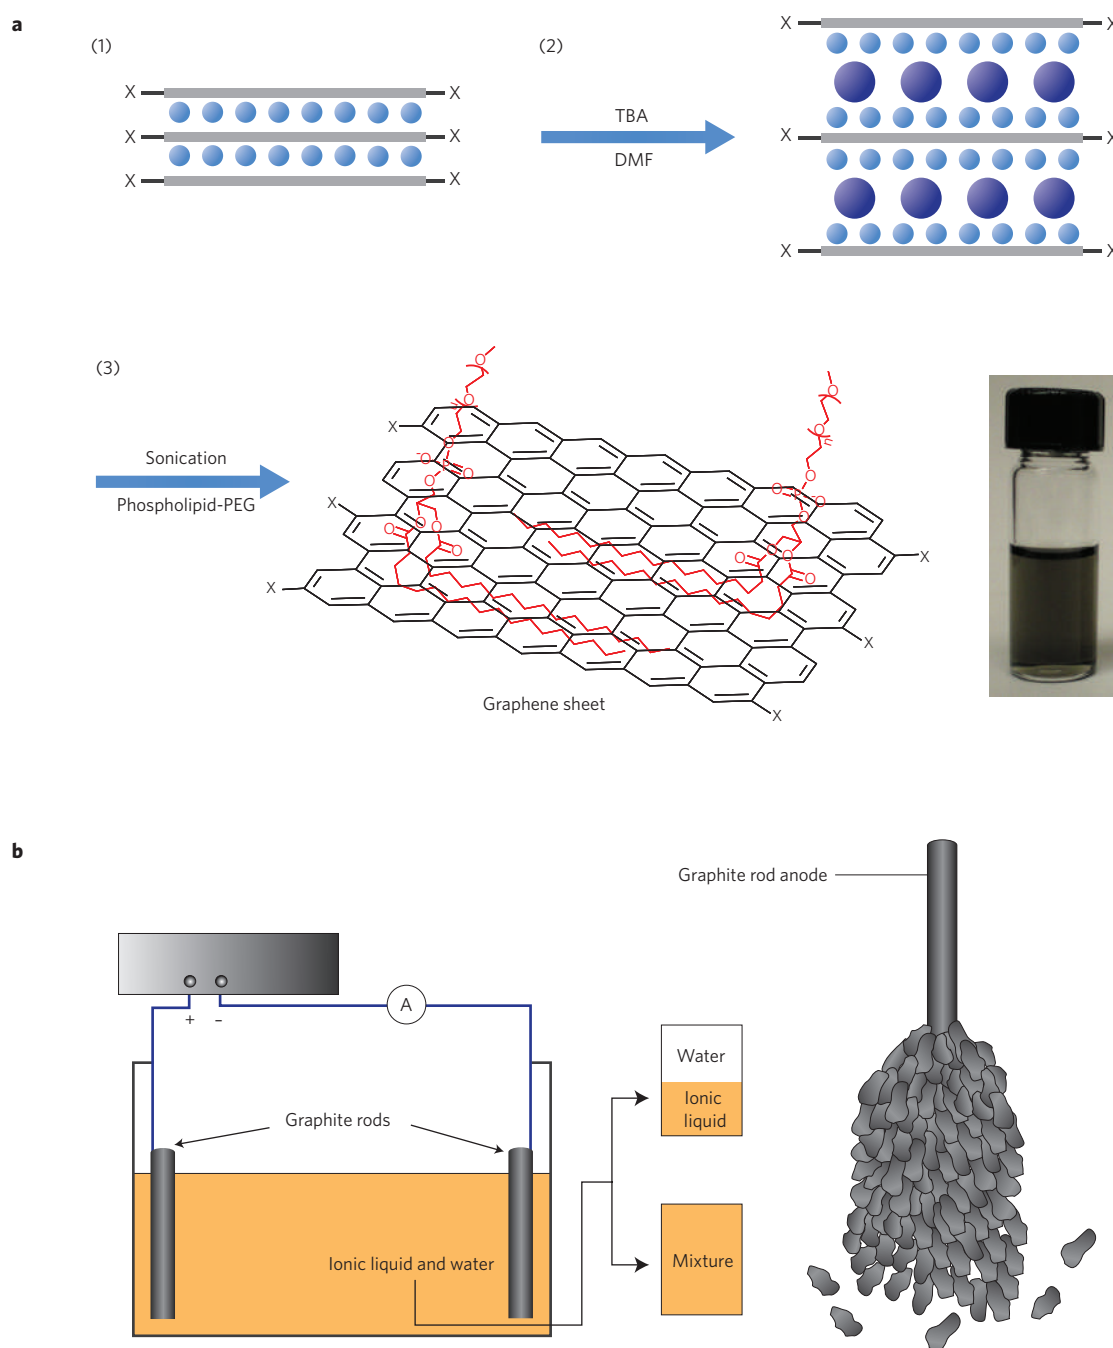 a
(1)
X X
X X
X X
(2)
TBA
DMF
X X
X X
X X
(3)
Sonication
Phospholipid-PEG
O
O
O
O
X
O
⁻O
P
O
O
O
O
O
O
O
O
O
P
⁻O
O
O
O
O
O
X
X
X
X
X
Graphene sheet
b
Graphite rod anode
A
+ –
Graphite rods
Water
Ionic
liquid
Ionic liquid and water
Mixture